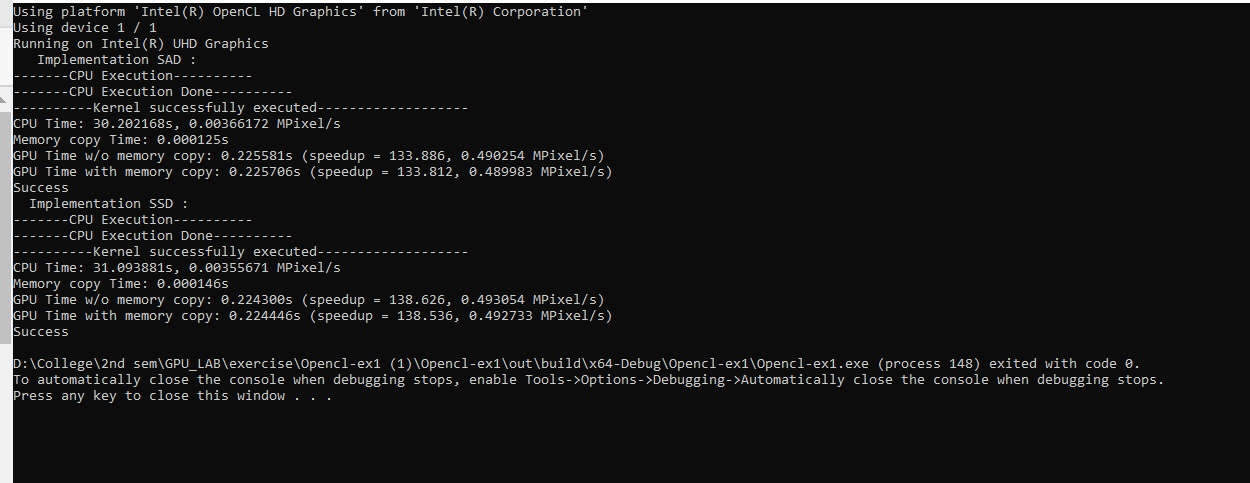 Using platform 'Intel(R) OpenCL HD Graphics' from 'Intel(R) Corporation'
Using device 1 / 1
Running on Intel(R) UHD Graphics
   Implementation SAD :
-------CPU Execution----------
-------CPU Execution Done----------
----------Kernel successfully executed-------------------
CPU Time: 30.202168s, 0.00366172 MPixel/s
Memory copy Time: 0.000125s
GPU Time w/o memory copy: 0.225581s (speedup = 133.886, 0.490254 MPixel/s)
GPU Time with memory copy: 0.225706s (speedup = 133.812, 0.489983 MPixel/s)
Success
  Implementation SSD :
-------CPU Execution----------
-------CPU Execution Done----------
----------Kernel successfully executed-------------------
CPU Time: 31.093881s, 0.00355671 MPixel/s
Memory copy Time: 0.000146s
GPU Time w/o memory copy: 0.224300s (speedup = 138.626, 0.493054 MPixel/s)
GPU Time with memory copy: 0.224446s (speedup = 138.536, 0.492733 MPixel/s)
Success

D:\College\2nd sem\GPU_LAB\exercise\Opencl-ex1 (1)\Opencl-ex1\out\build\x64-Debug\Opencl-ex1\Opencl-ex1.exe (process 148) exited with code 0.
To automatically close the console when debugging stops, enable Tools->Options->Debugging->Automatically close the console when debugging stops.
Press any key to close this window . . .